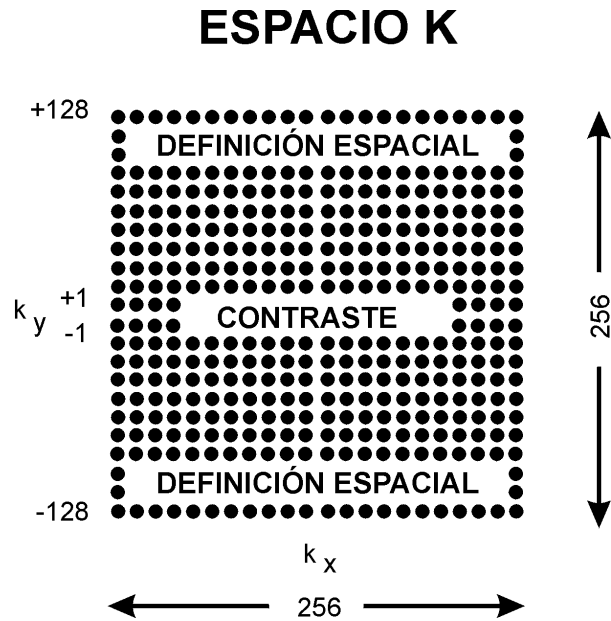 ESPACIO K
+128
DEFINICIÓN ESPACIAL
k y
+1
-1
CONTRASTE
256
DEFINICIÓN ESPACIAL
-128
k x
256